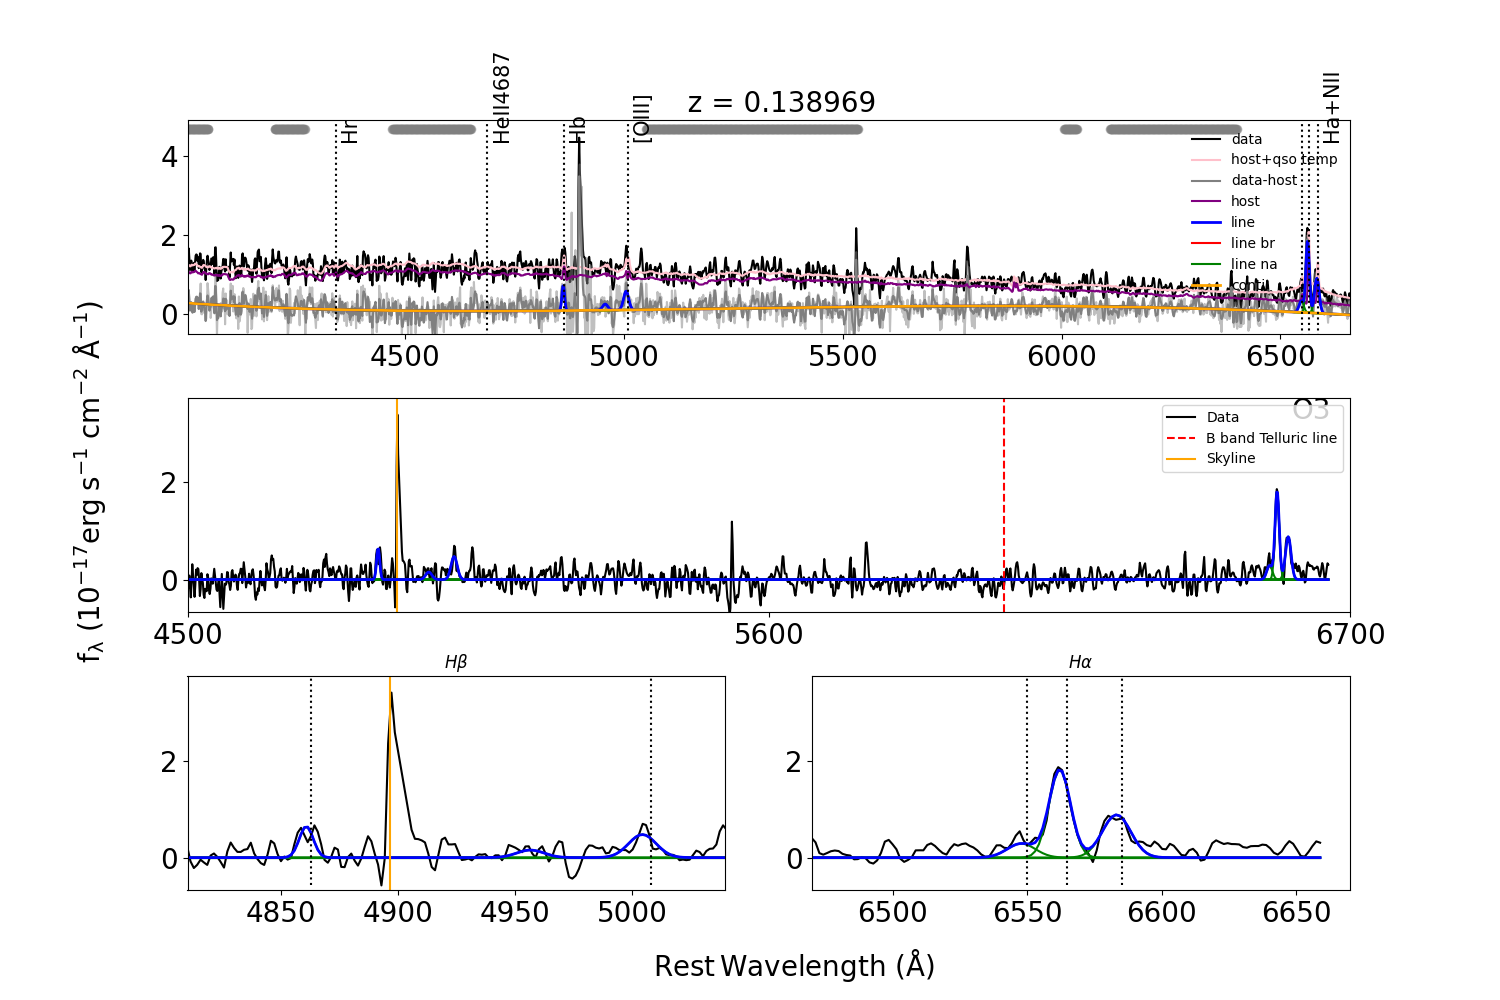 z = 0.138969
Hr
HeII4687
Hb
[OIII]
Ha+NII
data
host+qso temp
data-host
host
line
line br
line na
cont
4
2
0
4500
5000
5500
6000
6500
fλ (10⁻¹⁷erg s⁻¹ cm⁻² Å⁻¹)
O3
Data
B band Telluric line
Skyline
2
0
4500
5600
6700
Hβ
2
0
4850
4900
4950
5000
Hα
2
0
6500
6550
6600
6650
Rest Wavelength (Å)